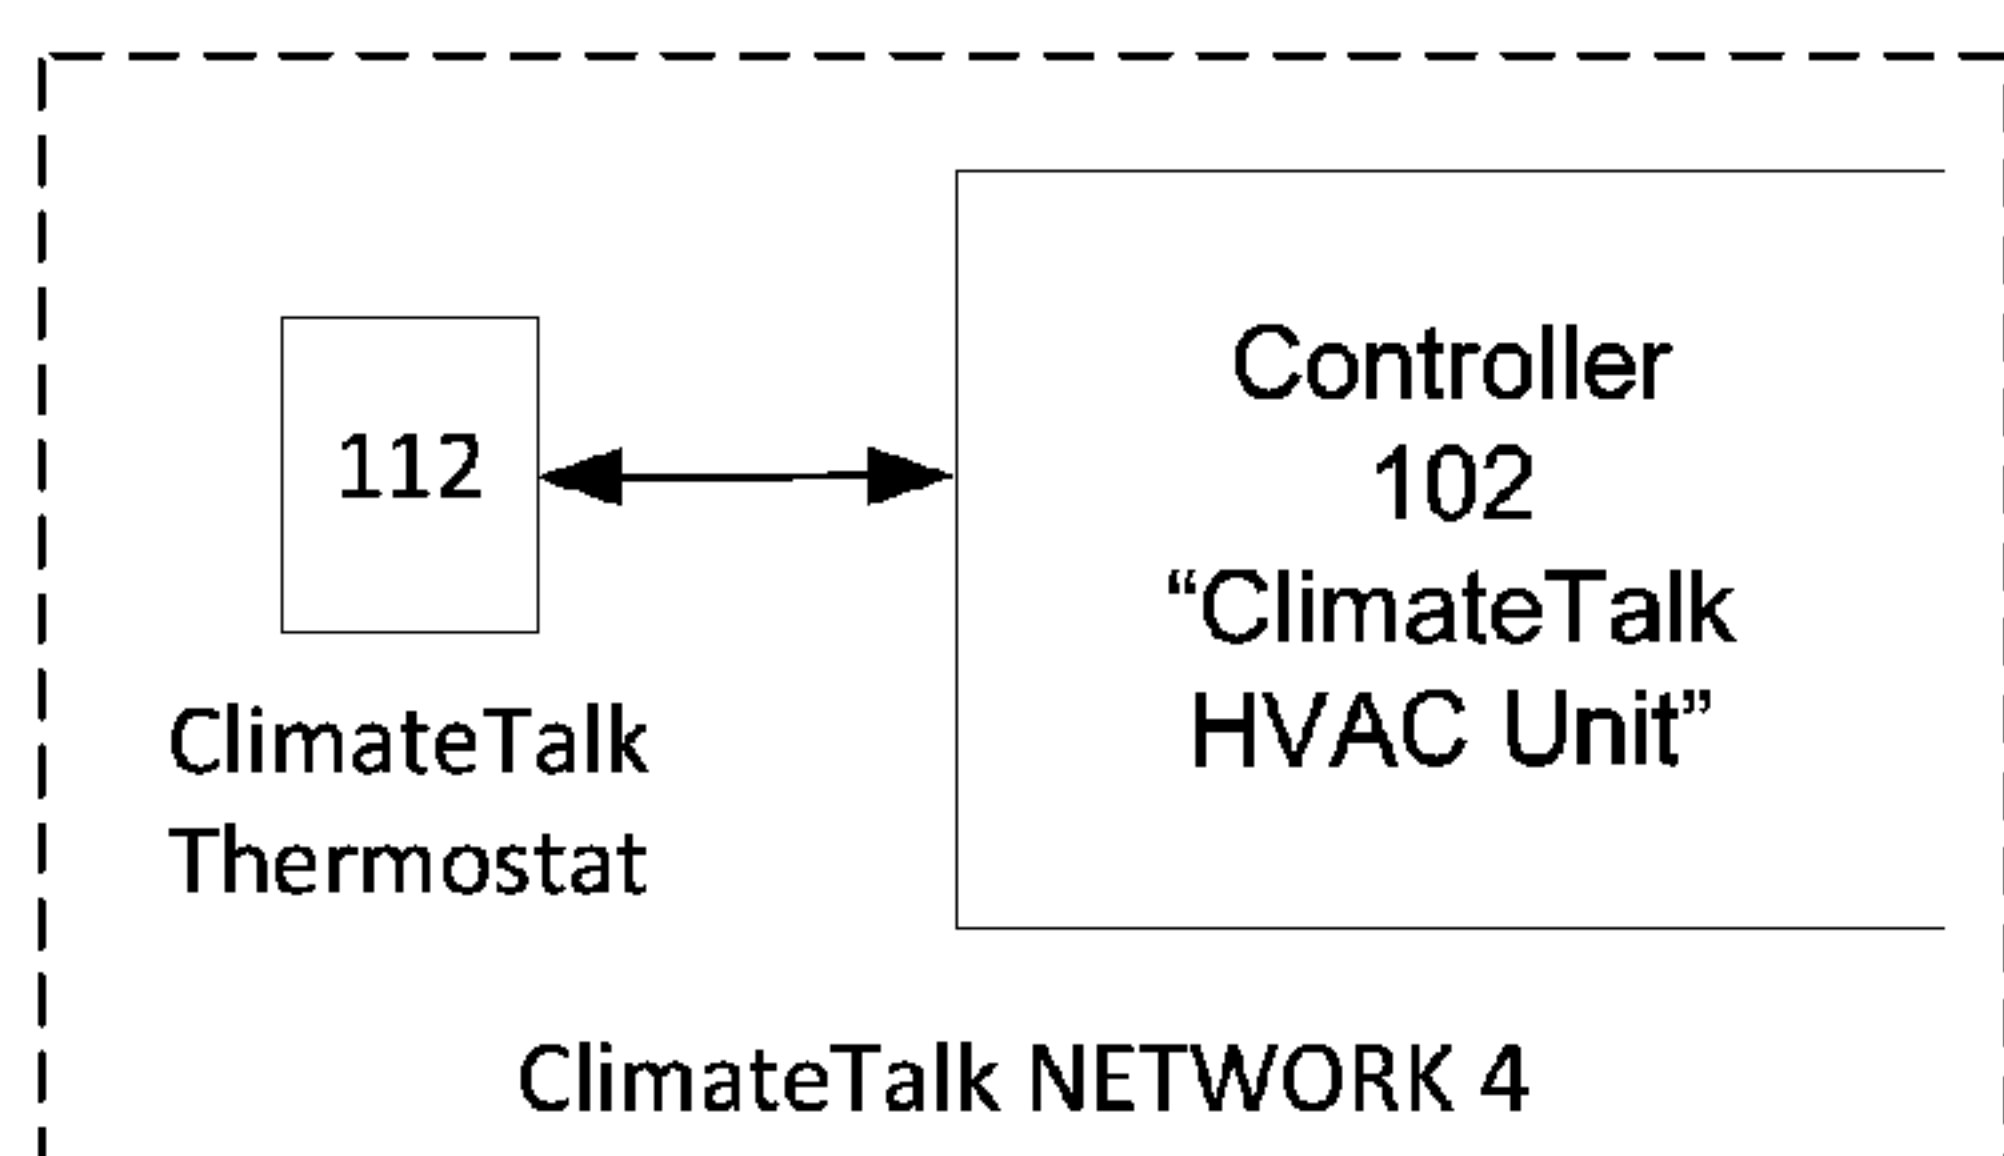 112
ClimateTalk
Thermostat
Controller
102
“ClimateTalk
HVAC Unit”
ClimateTalk NETWORK 4